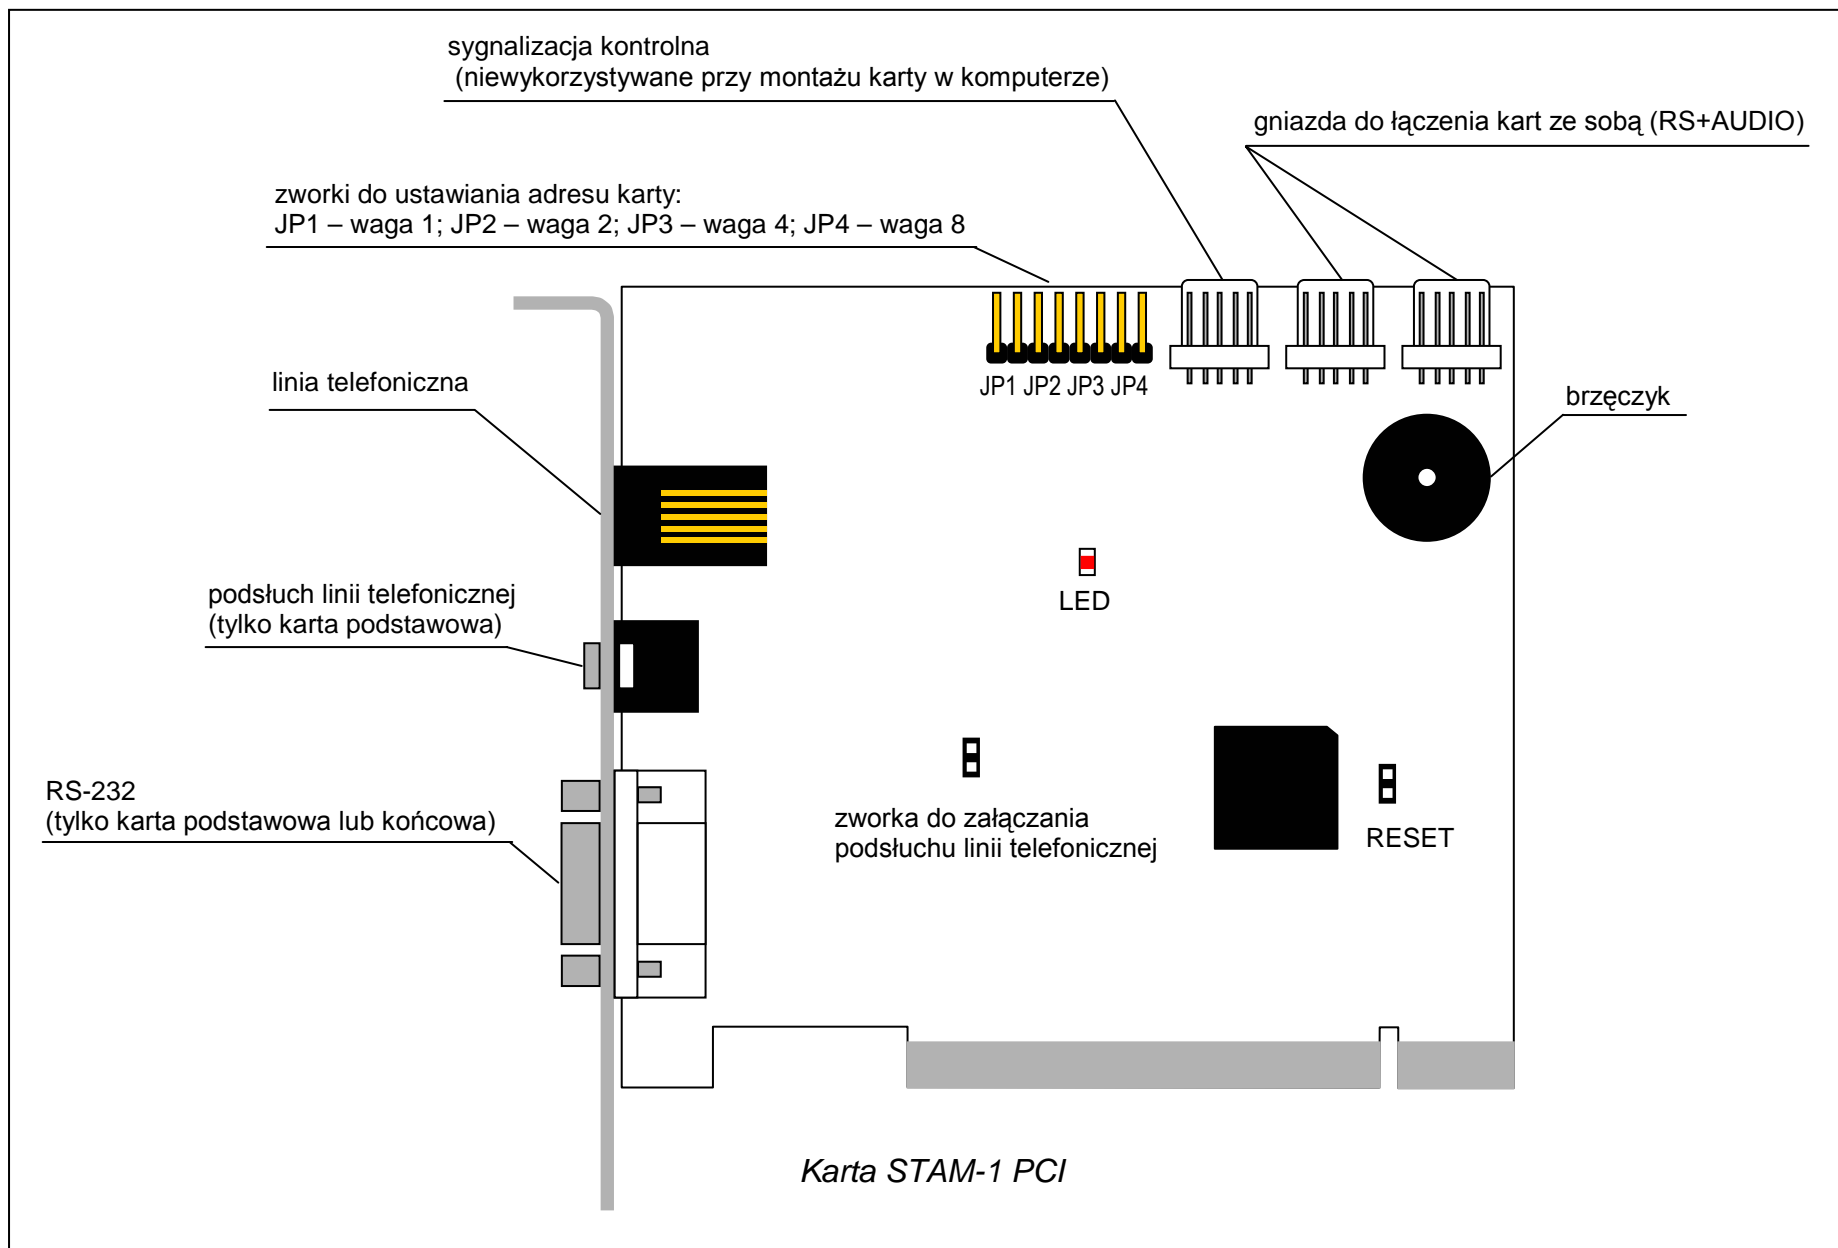 sygnalizacja kontrolna
(niewykorzystywane przy montażu karty w komputerze)
gniazda do łączenia kart ze sobą (RS+AUDIO)
zworki do ustawiania adresu karty:
JP1 – waga 1; JP2 – waga 2; JP3 – waga 4; JP4 – waga 8
JP1 JP2 JP3 JP4
linia telefoniczna
brzęczyk
LED
podsłuch linii telefonicznej
(tylko karta podstawowa)
RS-232
(tylko karta podstawowa lub końcowa)
zworka do załączania
podsłuchu linii telefonicznej
RESET
Karta STAM-1 PCI